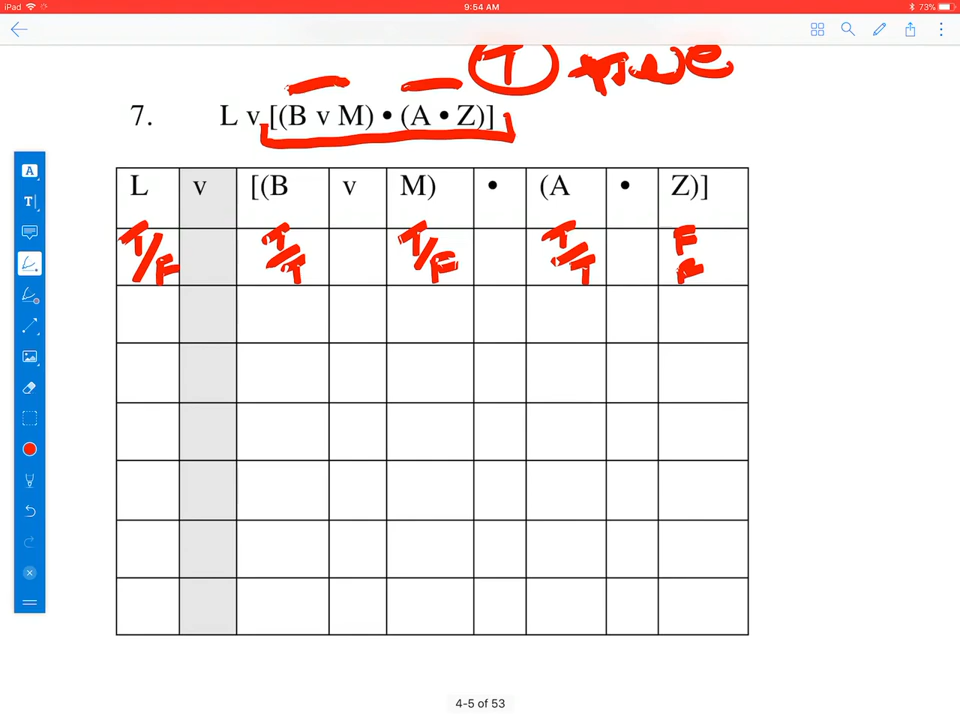 iPad 9:54 AM 73%
T true
7. L v [(B v M) • (A • Z)]
L v [(B v M) • (A • Z)]
T/F T/T T/F T/T F
F
A
T
4-5 of 53